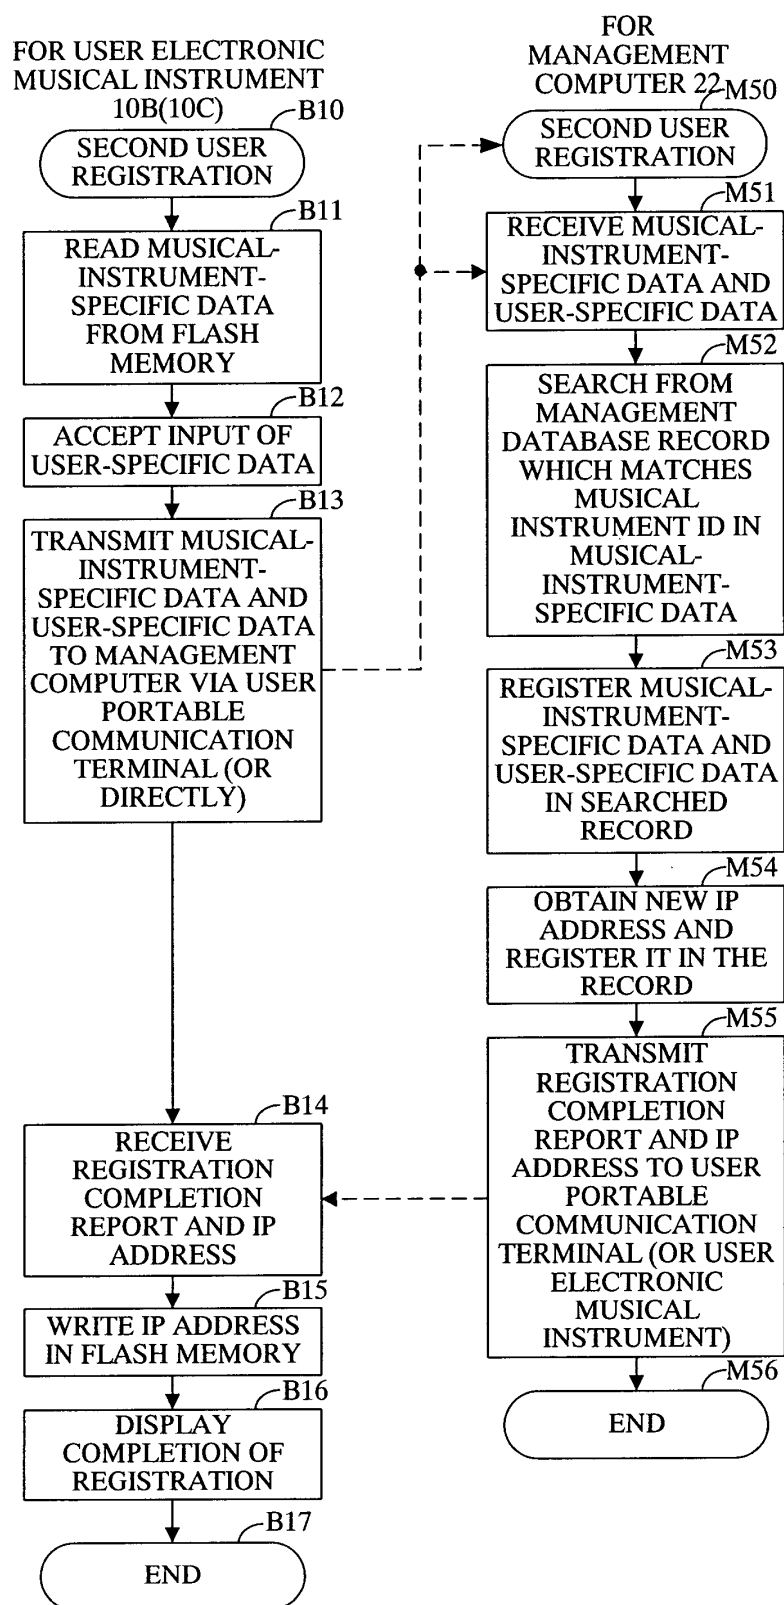 FOR USER ELECTRONIC
MUSICAL INSTRUMENT
10B(10C)
B10
SECOND USER
REGISTRATION
B11
READ MUSICAL-
INSTRUMENT-
SPECIFIC DATA
FROM FLASH
MEMORY
B12
ACCEPT INPUT OF
USER-SPECIFIC DATA
B13
TRANSMIT MUSICAL-
INSTRUMENT-
SPECIFIC DATA AND
USER-SPECIFIC DATA
TO MANAGEMENT
COMPUTER VIA USER
PORTABLE
COMMUNICATION
TERMINAL (OR
DIRECTLY)
B14
RECEIVE
REGISTRATION
COMPLETION
REPORT AND IP
ADDRESS
B15
WRITE IP ADDRESS
IN FLASH MEMORY
B16
DISPLAY
COMPLETION OF
REGISTRATION
B17
END
FOR
MANAGEMENT
COMPUTER 22
M50
SECOND USER
REGISTRATION
M51
RECEIVE MUSICAL-
INSTRUMENT-
SPECIFIC DATA AND
USER-SPECIFIC DATA
M52
SEARCH FROM
MANAGEMENT
DATABASE RECORD
WHICH MATCHES
MUSICAL
INSTRUMENT ID IN
MUSICAL-
INSTRUMENT-
SPECIFIC DATA
M53
REGISTER MUSICAL-
INSTRUMENT-
SPECIFIC DATA AND
USER-SPECIFIC DATA
IN SEARCHED
RECORD
M54
OBTAIN NEW IP
ADDRESS AND
REGISTER IT IN THE
RECORD
M55
TRANSMIT
REGISTRATION
COMPLETION
REPORT AND IP
ADDRESS TO USER
PORTABLE
COMMUNICATION
TERMINAL (OR USER
ELECTRONIC
MUSICAL
INSTRUMENT)
M56
END